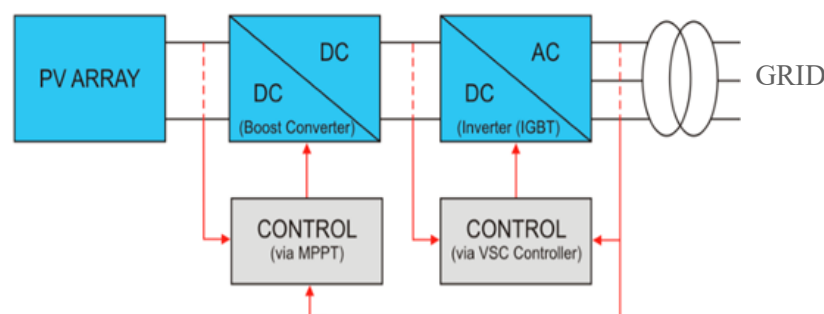 PV ARRAY
DC
DC
(Boost Converter)
AC
DC
(Inverter (IGBT)
GRID
CONTROL
(via MPPT)
CONTROL
(via VSC Controller)